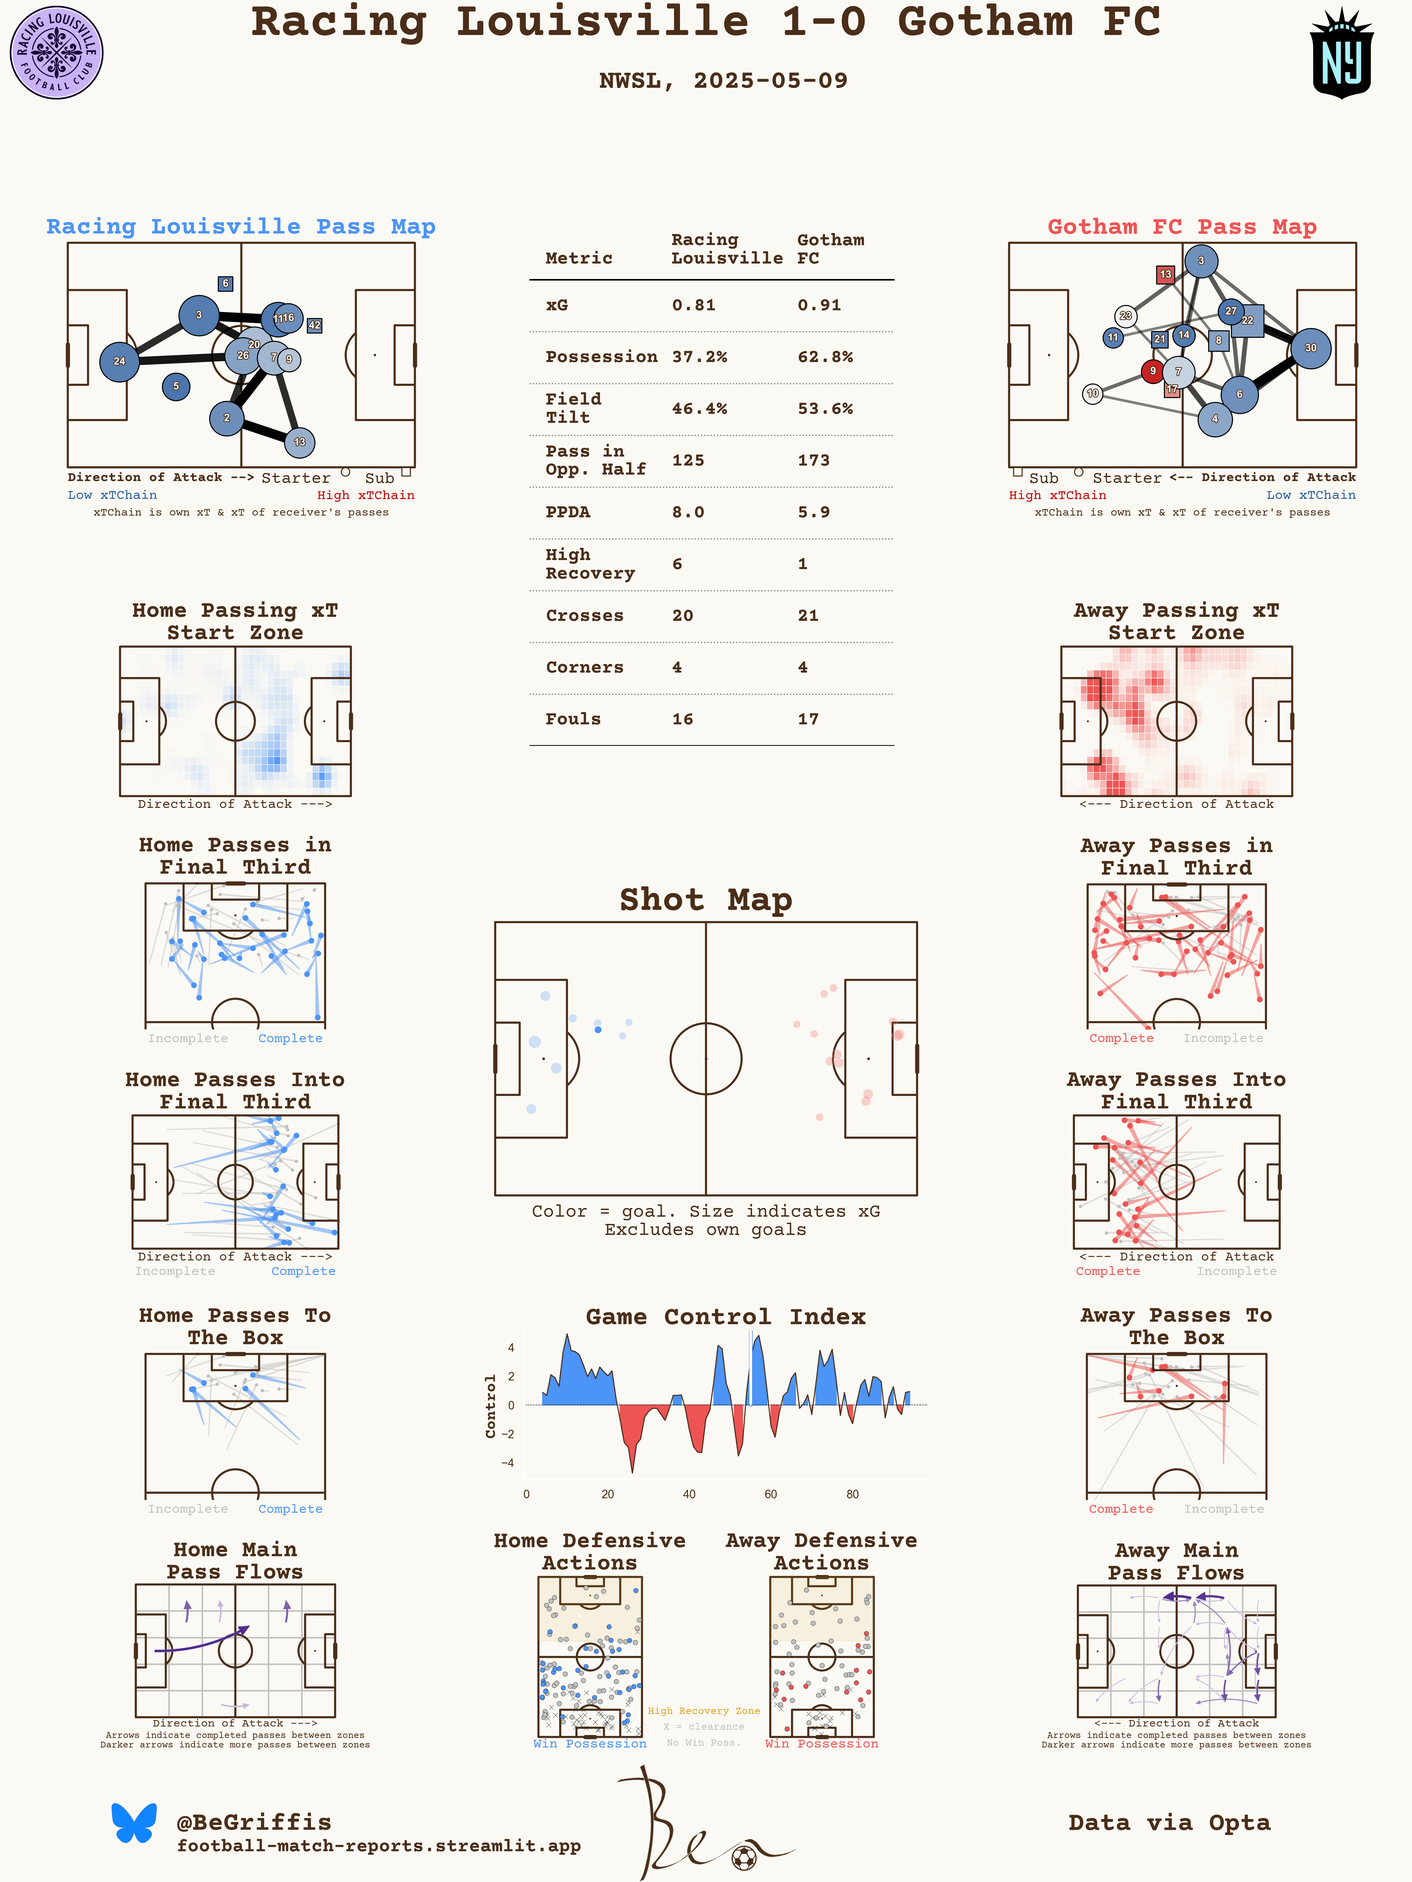 Racing Louisville 1-0 Gotham FC
NWSL, 2025-05-09
RACING LOUISVILLE
FOOTBALL CLUB
NY
Racing Louisville Pass Map
6
3
11
16
42
20
24
26
7
9
5
2
13
Direction of Attack --> Starter Sub
Low xTChain High xTChain
xTChain is own xT & xT of receiver's passes
Metric Racing Louisville Gotham FC
xG 0.81 0.91
Possession 37.2% 62.8%
Field Tilt 46.4% 53.6%
Pass in Opp. Half 125 173
PPDA 8.0 5.9
High Recovery 6 1
Crosses 20 21
Corners 4 4
Fouls 16 17
Gotham FC Pass Map
3
13
23
27
22
11
21
14
8
30
9
7
17
10
6
4
Sub Starter <-- Direction of Attack
High xTChain Low xTChain
xTChain is own xT & xT of receiver's passes
Home Passing xT
Start Zone
Direction of Attack --->
Away Passing xT
Start Zone
<--- Direction of Attack
Home Passes in
Final Third
Incomplete Complete
Away Passes in
Final Third
Complete Incomplete
Shot Map
Color = goal. Size indicates xG
Excludes own goals
Home Passes Into
Final Third
Direction of Attack --->
Incomplete Complete
Away Passes Into
Final Third
<--- Direction of Attack
Complete Incomplete
Home Passes To
The Box
Incomplete Complete
Game Control Index
Control
4
2
0
−2
−4
0 20 40 60 80
Away Passes To
The Box
Complete Incomplete
Home Main
Pass Flows
Direction of Attack --->
Arrows indicate completed passes between zones
Darker arrows indicate more passes between zones
Home Defensive
Actions
Win Possession
High Recovery Zone
X = clearance
No Win Poss.
Away Defensive
Actions
Win Possession
Away Main
Pass Flows
<--- Direction of Attack
Arrows indicate completed passes between zones
Darker arrows indicate more passes between zones
@BeGriffis
football-match-reports.streamlit.app
Ben
Data via Opta